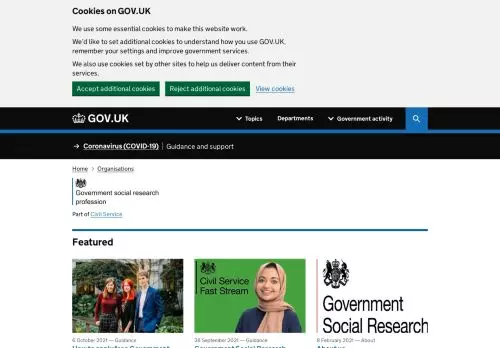 Cookies on GOV.UK
We use some essential cookies to make this website work.
We'd like to set additional cookies to understand how you use GOV.UK,
remember your settings and improve government services.
We also use cookies set by other sites to help us deliver content from their
services.
Accept additional cookies Reject additional cookies View cookies
GOV.UK Topics Departments Government activity
Coronavirus (COVID-19) Guidance and support
Home Organisations
Government social research
profession
Part of Civil Service
Featured
Civil Service
Fast Stream
Government
Social Research
6 October 2021 — Guidance
28 September 2021 — Guidance
8 February 2021 — About
Government Social Research